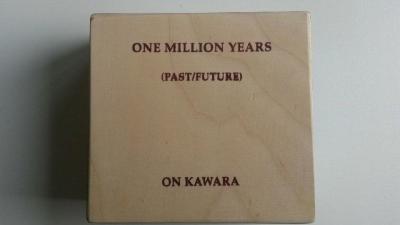 ONE MILLION YEARS
(PAST/FUTURE)
ON KAWARA